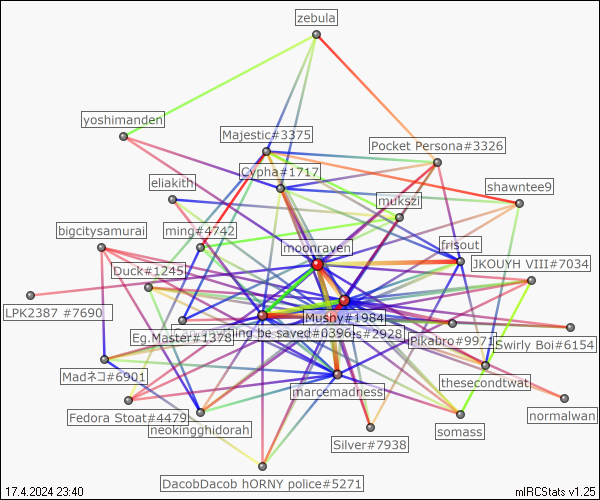 zebula
yoshimanden
Majestic#3375
Pocket Persona#3326
Cypha#1717
eliakith
shawntee9
mukszi
ming#4742
bigcitysamurai
moonraven
frisout
Duck#1245
JKOUYH VIII#7034
LPK2387 #7690
Mushy#1984
being be saved#0396
s#2928
Eg.Master#1378
Pikabro#9971
Swirly Boi#6154
Madネコ#6901
thesecondtwat
marcemadness
Fedora Stoat#4479
normalwan
neokingghidorah
somass
Silver#7938
DacobDacob hORNY police#5271
17.4.2024 23:40
mIRCStats v1.25